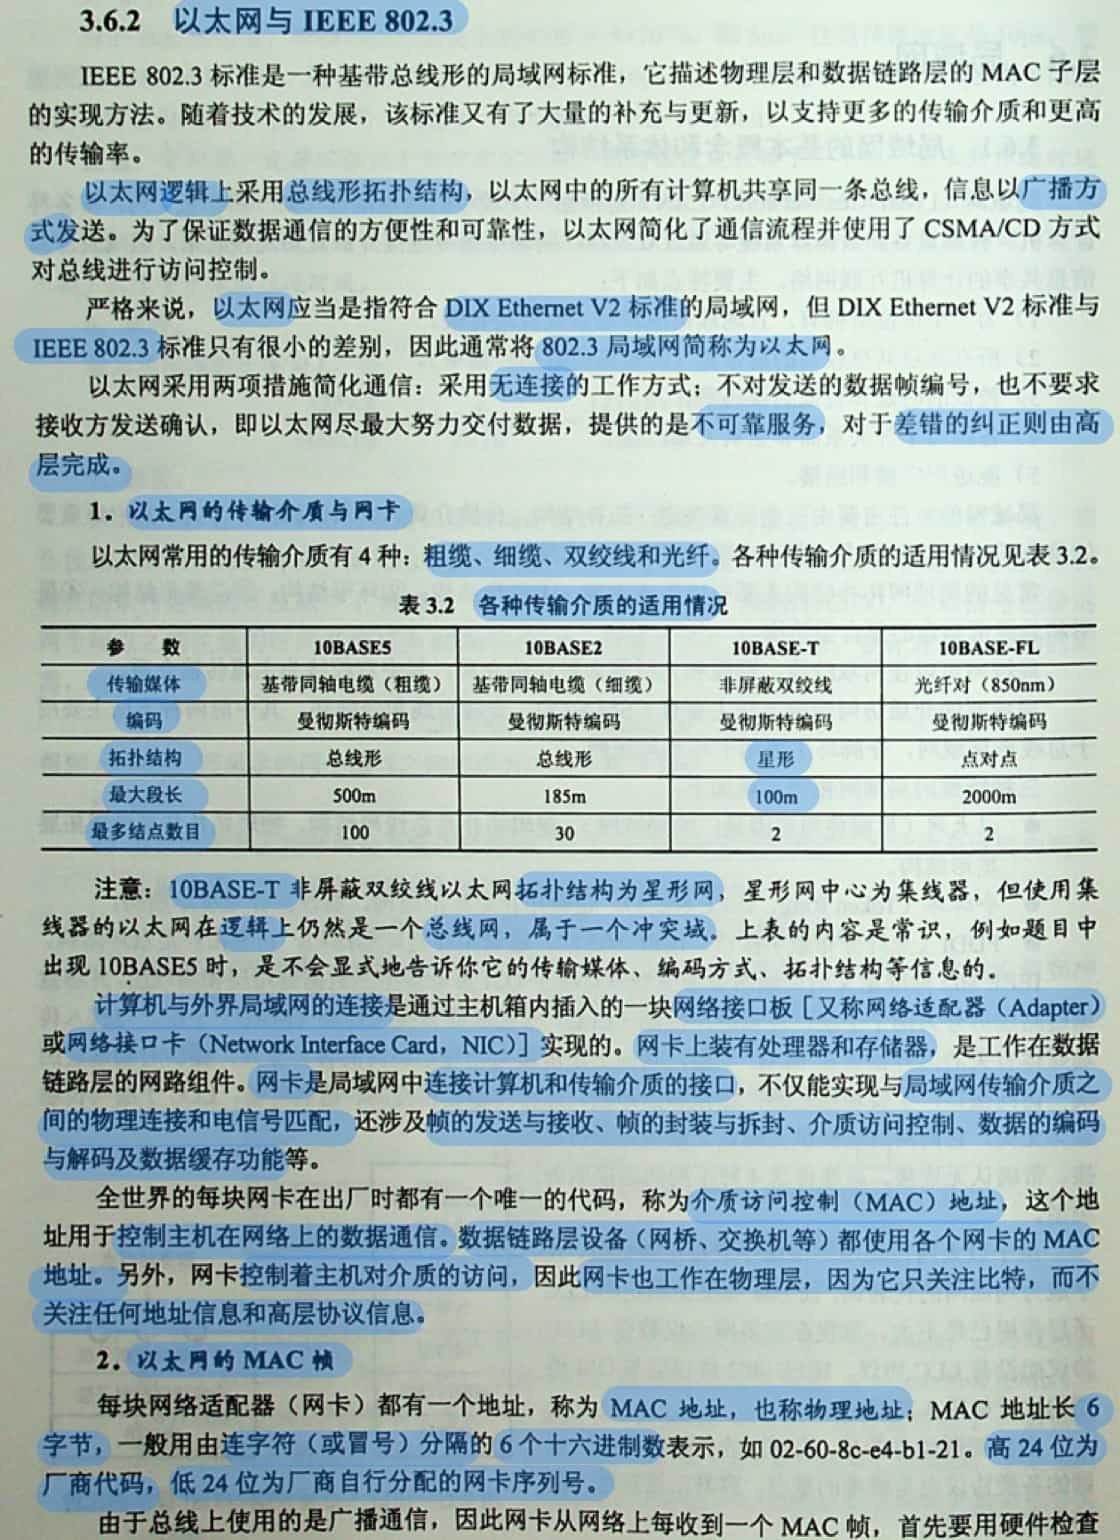 3.6.2 以太网与 IEEE 802.3
IEEE 802.3 标准是一种基带总线形的局域网标准，它描述物理层和数据链路层的 MAC 子层
的实现方法。随着技术的发展，该标准又有了大量的补充与更新，以支持更多的传输介质和更高
的传输率。
以太网逻辑上采用总线形拓扑结构，以太网中的所有计算机共享同一条总线，信息以广播方
式发送。为了保证数据通信的方便性和可靠性，以太网简化了通信流程并使用了 CSMA/CD 方式
对总线进行访问控制。
严格来说，以太网应当是指符合 DIX Ethernet V2 标准的局域网，但 DIX Ethernet V2 标准与
IEEE 802.3 标准只有很小的差别，因此通常将 802.3 局域网简称为以太网。
以太网采用两项措施简化通信：采用无连接的工作方式；不对发送的数据帧编号，也不要求
接收方发送确认，即以太网尽最大努力交付数据，提供的是不可靠服务，对于差错的纠正则由高
层完成。
1．以太网的传输介质与网卡
以太网常用的传输介质有 4 种：粗缆、细缆、双绞线和光纤。各种传输介质的适用情况见表 3.2。
表 3.2 各种传输介质的适用情况
参 数 10BASE5 10BASE2 10BASE-T 10BASE-FL
传输媒体 基带同轴电缆（粗缆） 基带同轴电缆（细缆） 非屏蔽双绞线 光纤对（850nm）
编码 曼彻斯特编码 曼彻斯特编码 曼彻斯特编码 曼彻斯特编码
拓扑结构 总线形 总线形 星形 点对点
最大段长 500m 185m 100m 2000m
最多结点数目 100 30 2 2
注意：10BASE-T 非屏蔽双绞线以太网拓扑结构为星形网，星形网中心为集线器，但使用集
线器的以太网在逻辑上仍然是一个总线网，属于一个冲突域。上表的内容是常识，例如题目中
出现 10BASE5 时，是不会显式地告诉你它的传输媒体、编码方式、拓扑结构等信息的。
计算机与外界局域网的连接是通过主机箱内插入的一块网络接口板［又称网络适配器（Adapter）
或网络接口卡（Network Interface Card，NIC）］实现的。网卡上装有处理器和存储器，是工作在数据
链路层的网路组件。网卡是局域网中连接计算机和传输介质的接口，不仅能实现与局域网传输介质之
间的物理连接和电信号匹配，还涉及帧的发送与接收、帧的封装与拆封、介质访问控制、数据的编码
与解码及数据缓存功能等。
全世界的每块网卡在出厂时都有一个唯一的代码，称为介质访问控制（MAC）地址，这个地
址用于控制主机在网络上的数据通信。数据链路层设备（网桥、交换机等）都使用各个网卡的 MAC
地址。另外，网卡控制着主机对介质的访问，因此网卡也工作在物理层，因为它只关注比特，而不
关注任何地址信息和高层协议信息。
2．以太网的 MAC 帧
每块网络适配器（网卡）都有一个地址，称为 MAC 地址，也称物理地址；MAC 地址长 6
字节，一般用由连字符（或冒号）分隔的 6 个十六进制数表示，如 02-60-8c-e4-b1-21。高 24 位为
厂商代码，低 24 位为厂商自行分配的网卡序列号。
由于总线上使用的是广播通信，因此网卡从网络上每收到一个 MAC 帧，首先要用硬件检查